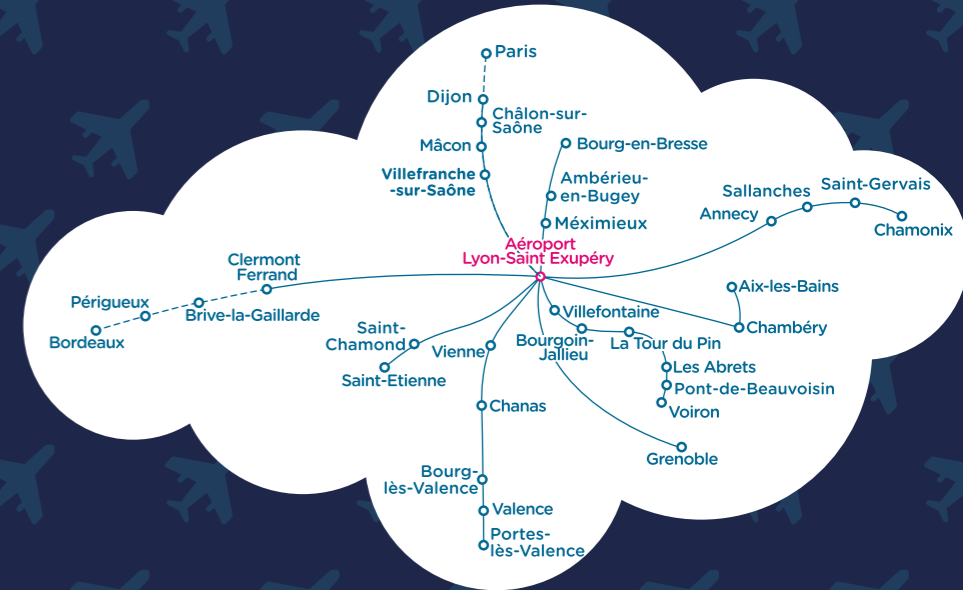 Paris
Dijon
Châlon-sur-
Saône
Mâcon
Villefranche
-sur-Saône
Bourg-en-Bresse
Ambérieu-
en-Bugey
Méximieux
Aéroport
Lyon-Saint Exupéry
Sallanches
Saint-Gervais
Annecy
Chamonix
Clermont
Ferrand
Périgueux
Brive-la-Gaillarde
Bordeaux
Aix-les-Bains
Chambéry
Villefontaine
Bourgoin-
Jallieu
La Tour du Pin
Les Abrets
Pont-de-Beauvoisin
Voiron
Grenoble
Saint-
Chamond
Saint-Etienne
Vienne
Chanas
Bourg-
lès-Valence
Valence
Portes-
lès-Valence